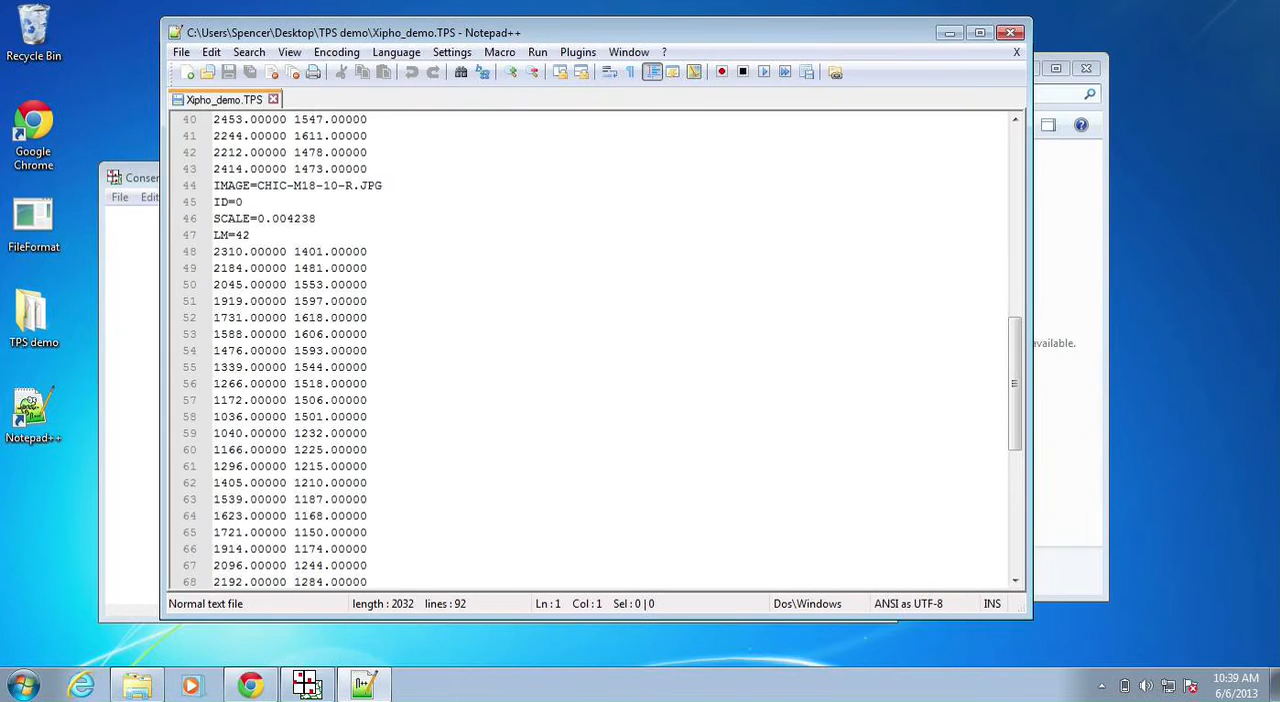 Recycle Bin
Google
Chrome
FileFormat
TPS demo
Notepad++
Conser
File Edit
C:\Users\Spencer\Desktop\TPS demo\Xipho_demo.TPS - Notepad++
File Edit Search View Encoding Language Settings Macro Run Plugins Window ? X
Xipho_demo.TPS
40 2453.00000 1547.00000
41 2244.00000 1611.00000
42 2212.00000 1478.00000
43 2414.00000 1473.00000
44 IMAGE=CHIC-M18-10-R.JPG
45 ID=0
46 SCALE=0.004238
47 LM=42
48 2310.00000 1401.00000
49 2184.00000 1481.00000
50 2045.00000 1553.00000
51 1919.00000 1597.00000
52 1731.00000 1618.00000
53 1588.00000 1606.00000
54 1476.00000 1593.00000
55 1339.00000 1544.00000
56 1266.00000 1518.00000
57 1172.00000 1506.00000
58 1036.00000 1501.00000
59 1040.00000 1232.00000
60 1166.00000 1225.00000
61 1296.00000 1215.00000
62 1405.00000 1210.00000
63 1539.00000 1187.00000
64 1623.00000 1168.00000
65 1721.00000 1150.00000
66 1914.00000 1174.00000
67 2096.00000 1244.00000
68 2192.00000 1284.00000
Normal text file length : 2032 lines : 92 Ln : 1 Col : 1 Sel : 0 | 0 Dos\Windows ANSI as UTF-8 INS
available.
10:39 AM
6/6/2013